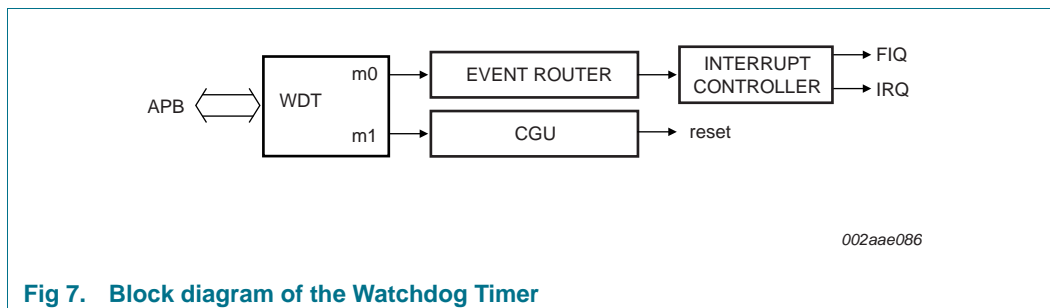 m0
EVENT ROUTER
INTERRUPT
CONTROLLER
FIQ
IRQ
APB
WDT
m1
CGU
reset
002aae086
Fig 7. Block diagram of the Watchdog Timer